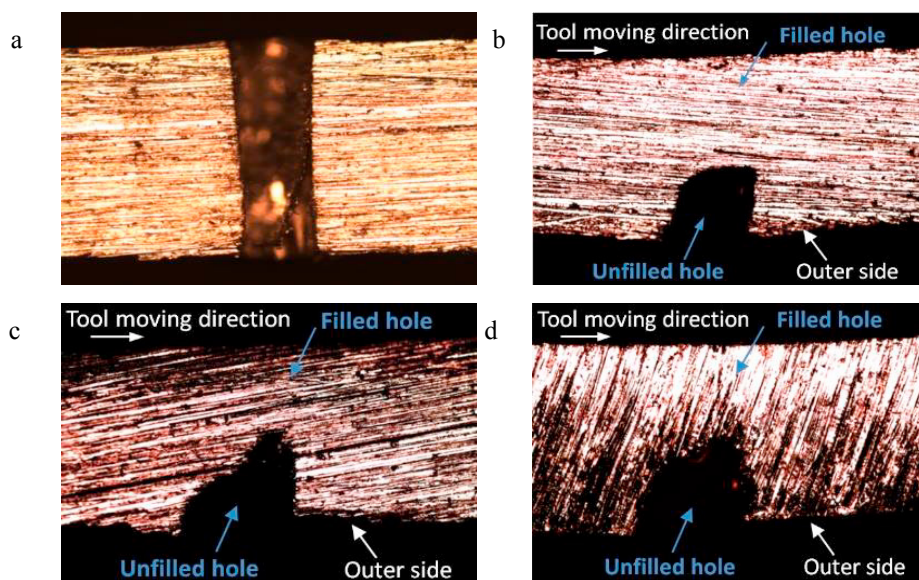 a
b
Tool moving direction
Filled hole
Unfilled hole
Outer side
c
Tool moving direction
Filled hole
Unfilled hole
Outer side
d
Tool moving direction
Filled hole
Unfilled hole
Outer side